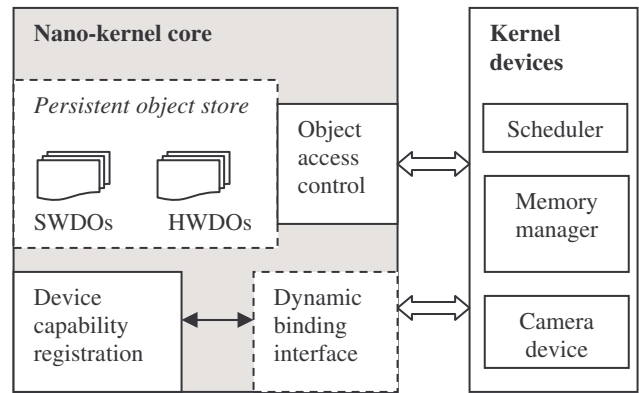 Nano-kernel core
Persistent object store
SWDOs
HWDOs
Object
access
control
Device
capability
registration
Dynamic
binding
interface
Kernel
devices
Scheduler
Memory
manager
Camera
device